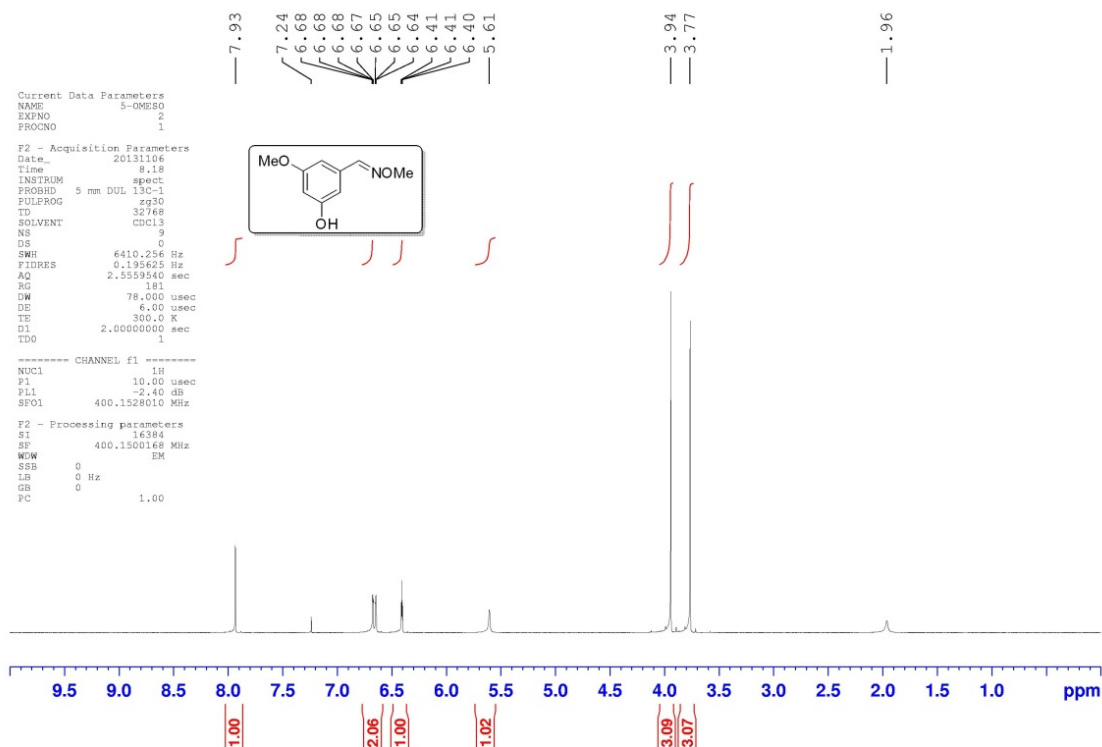 7.93
7.24
6.68
6.68
6.68
6.67
6.65
6.65
6.64
6.41
6.41
6.40
5.61
3.94
3.77
1.96
Current Data Parameters
NAME 5-OMESO
EXPNO 2
PROCNO 1
F2 - Acquisition Parameters
Date_ 20131106
Time 8.18
INSTRUM spect
PROBHD 5 mm DUL 13C-1
PULPROG zg30
TD 32768
SOLVENT CDCl3
NS 9
DS 0
SWH 6410.256 Hz
FIDRES 0.195625 Hz
AQ 2.5559540 sec
RG 181
DW 78.000 usec
DE 6.00 usec
TE 300.0 K
D1 2.00000000 sec
TD0 1
======== CHANNEL f1 ========
NUC1 1H
P1 10.00 usec
PL1 -2.40 dB
SFO1 400.1528010 MHz
F2 - Processing parameters
SI 16384
SF 400.1500168 MHz
WDW EM
SSB 0
LB 0 Hz
GB 0
PC 1.00
MeO
NOMe
OH
9.5 9.0 8.5 8.0 7.5 7.0 6.5 6.0 5.5 5.0 4.5 4.0 3.5 3.0 2.5 2.0 1.5 1.0 ppm
1.00
2.06
1.00
1.02
3.09
3.07